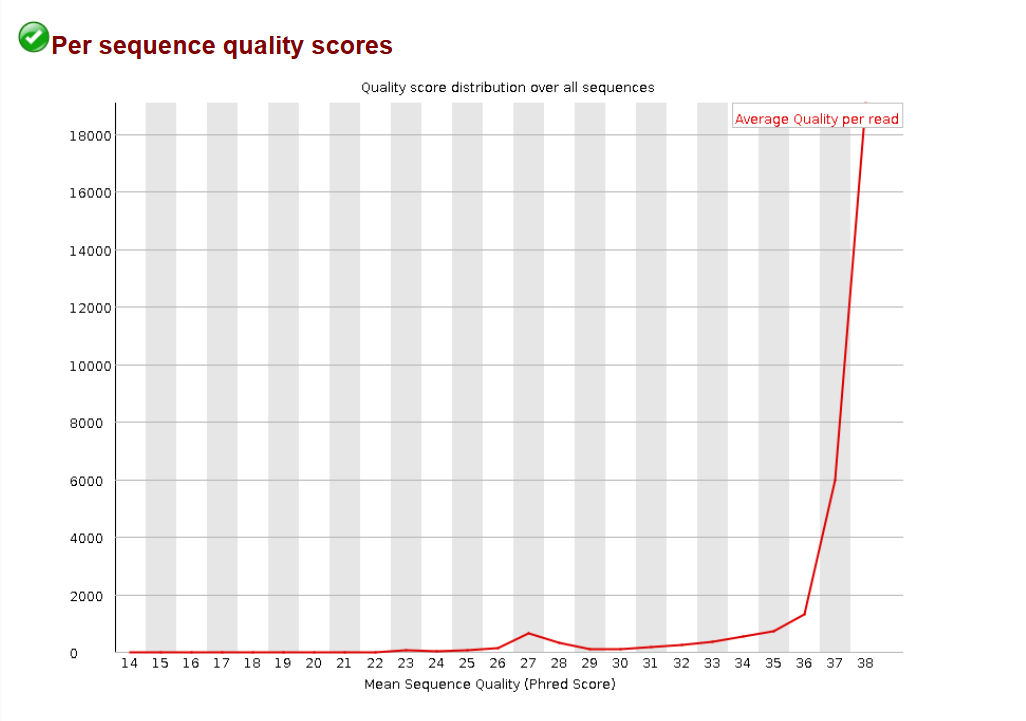 Per sequence quality scores
Quality score distribution over all sequences
Average Quality per read
18000
16000
14000
12000
10000
8000
6000
4000
2000
0
14 15 16 17 18 19 20 21 22 23 24 25 26 27 28 29 30 31 32 33 34 35 36 37 38
Mean Sequence Quality (Phred Score)